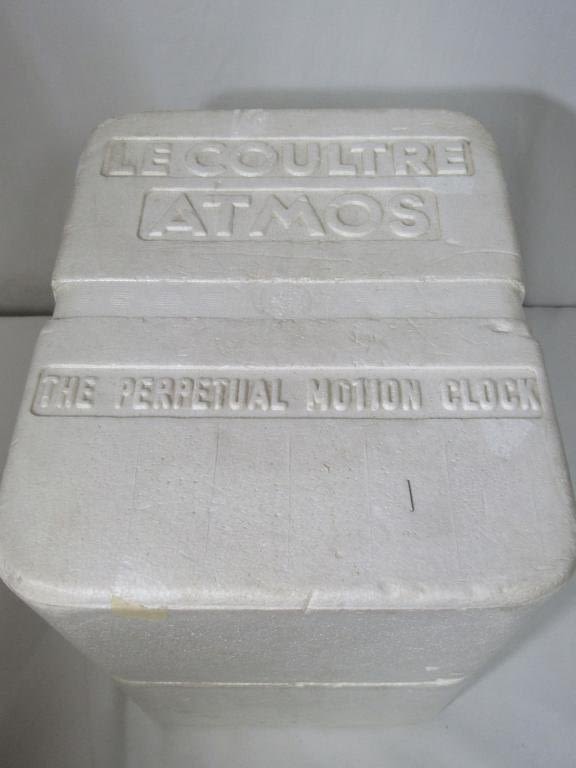 LE COULTRE
ATMOS
THE PERPETUAL MOTION CLOCK